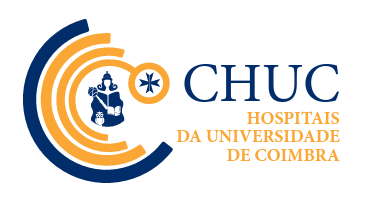 CHUC
HOSPITAIS
DA UNIVERSIDADE
DE COIMBRA